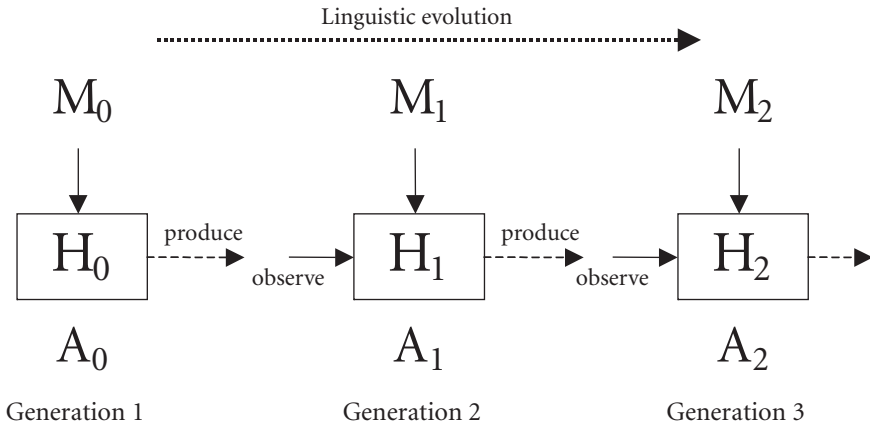 Linguistic evolution
M₀ M₁ M₂
produce produce
H₀ H₁ H₂
observe observe
A₀ A₁ A₂
Generation 1 Generation 2 Generation 3